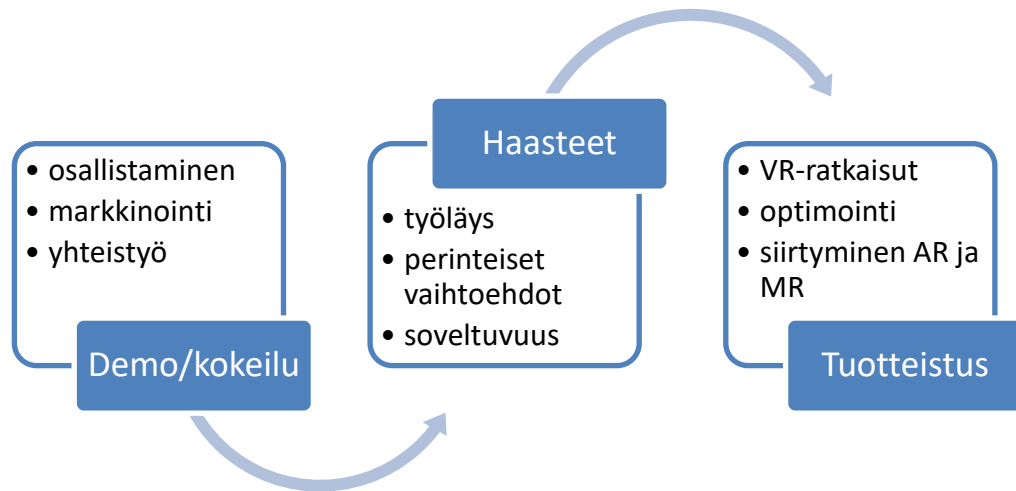 • osallistaminen
• markkinointi
• yhteistyö
Demo/kokeilu
Haasteet
• työläys
• perinteiset
vaihtoehdot
• soveltuvuus
• VR-ratkaisut
• optimointi
• siirtyminen AR ja
MR
Tuotteistus